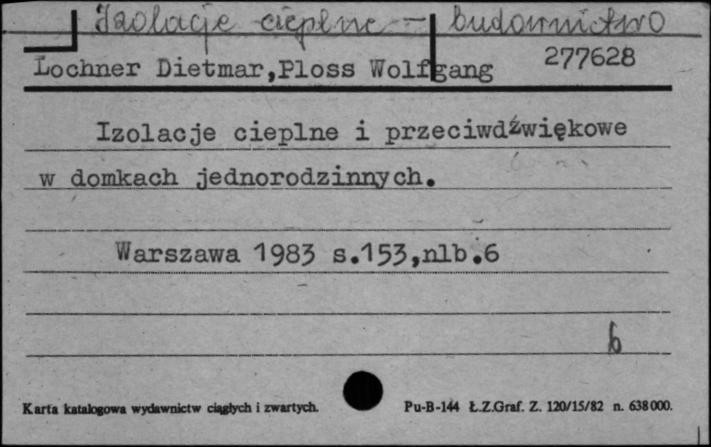 Izolacje cieplne - budownictwo
Lochner Dietmar,Ploss Wolfgang 277628
Izolacje cieplne i przeciwdźwiękowe
w domkach jednorodzinnych.
Warszawa 1983 s.153,nlb.6
b
Karta katalogowa wydawnictw ciągłych i zwartych. Pu-B-144 Ł.Z.Graf. Z. 120/15/82 n. 638000.